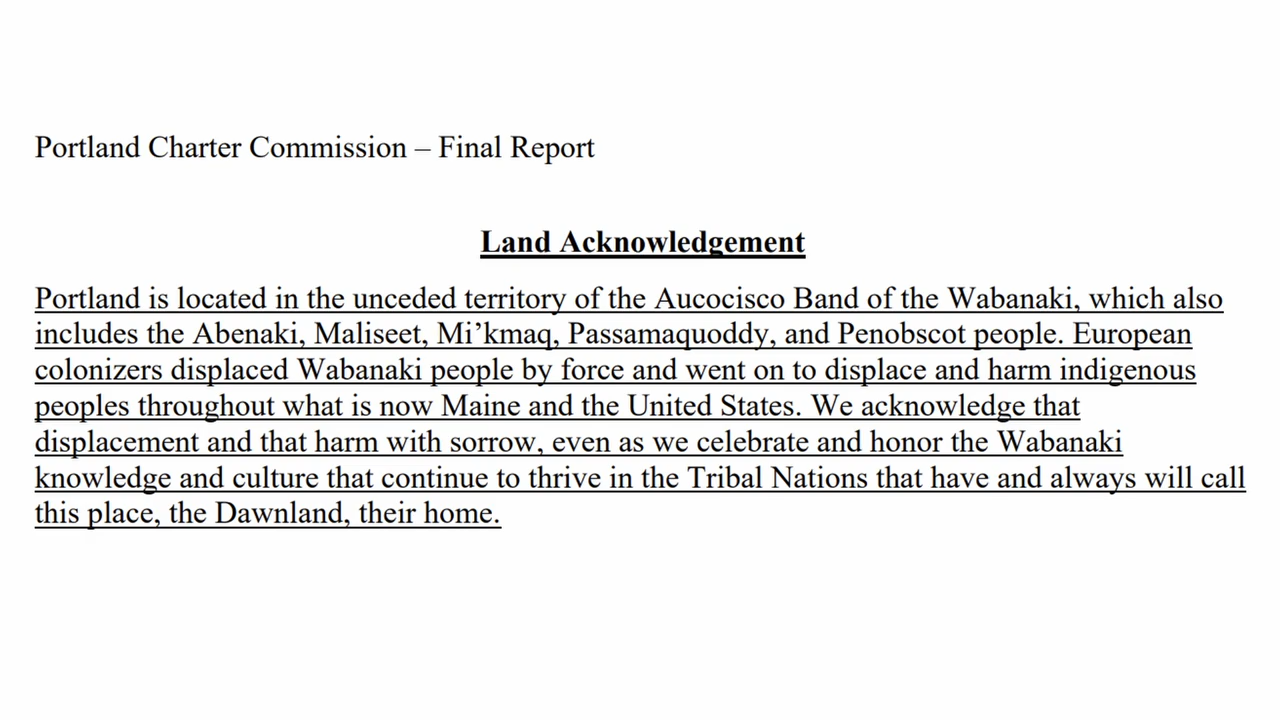 Portland Charter Commission – Final Report
Land Acknowledgement
Portland is located in the unceded territory of the Aucocisco Band of the Wabanaki, which also
includes the Abenaki, Maliseet, Mi’kmaq, Passamaquoddy, and Penobscot people. European
colonizers displaced Wabanaki people by force and went on to displace and harm indigenous
peoples throughout what is now Maine and the United States. We acknowledge that
displacement and that harm with sorrow, even as we celebrate and honor the Wabanaki
knowledge and culture that continue to thrive in the Tribal Nations that have and always will call
this place, the Dawnland, their home.